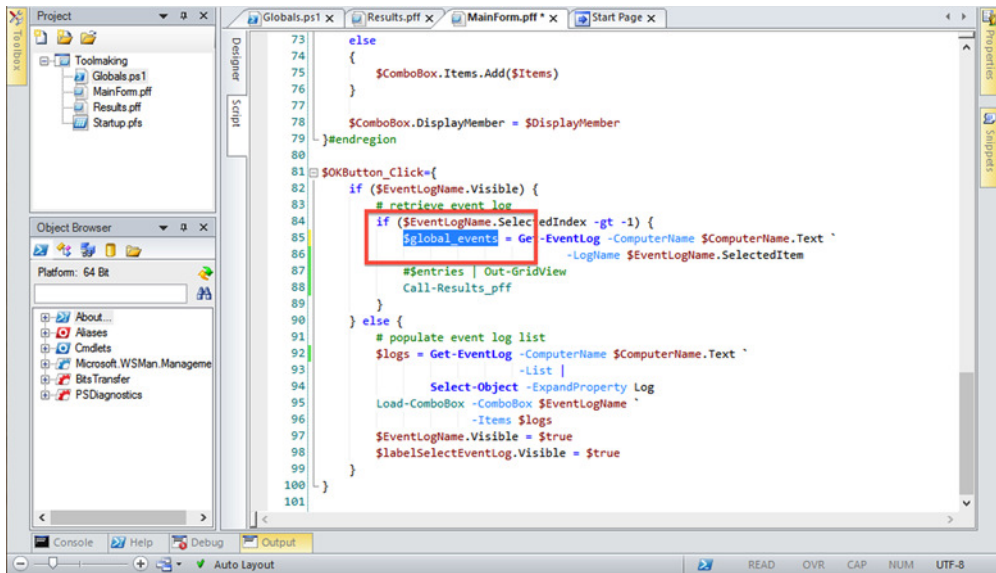 Toolbox
Project
Toolmaking
Globals.ps1
MainForm.pff
Results.pff
Startup.pfs
Object Browser
Platform: 64 Bit
About...
Aliases
Cmdlets
Microsoft.WSMan.Manageme
BitsTransfer
PSDiagnostics
Globals.ps1 x Results.pff x MainForm.pff * x Start Page x
Designer
Script
73 else
74 {
75 $ComboBox.Items.Add($Items)
76 }
77
78 $ComboBox.DisplayMember = $DisplayMember
79 }#endregion
80
81 $OKButton_Click={
82 if ($EventLogName.Visible) {
83 # retrieve event log
84 if ($EventLogName.SelectedIndex -gt -1) {
85 $global_events = Get-EventLog -ComputerName $ComputerName.Text `
86 -LogName $EventLogName.SelectedItem
87 #$entries | Out-GridView
88 Call-Results_pff
89 }
90 } else {
91 # populate event log list
92 $logs = Get-EventLog -ComputerName $ComputerName.Text `
93 -List |
94 Select-Object -ExpandProperty Log
95 Load-ComboBox -ComboBox $EventLogName `
96 -Items $logs
97 $EventLogName.Visible = $true
98 $labelSelectEventLog.Visible = $true
99 }
100 }
101
Properties
Snippets
Console Help Debug Output
Auto Layout READ OVR CAP NUM UTF-8